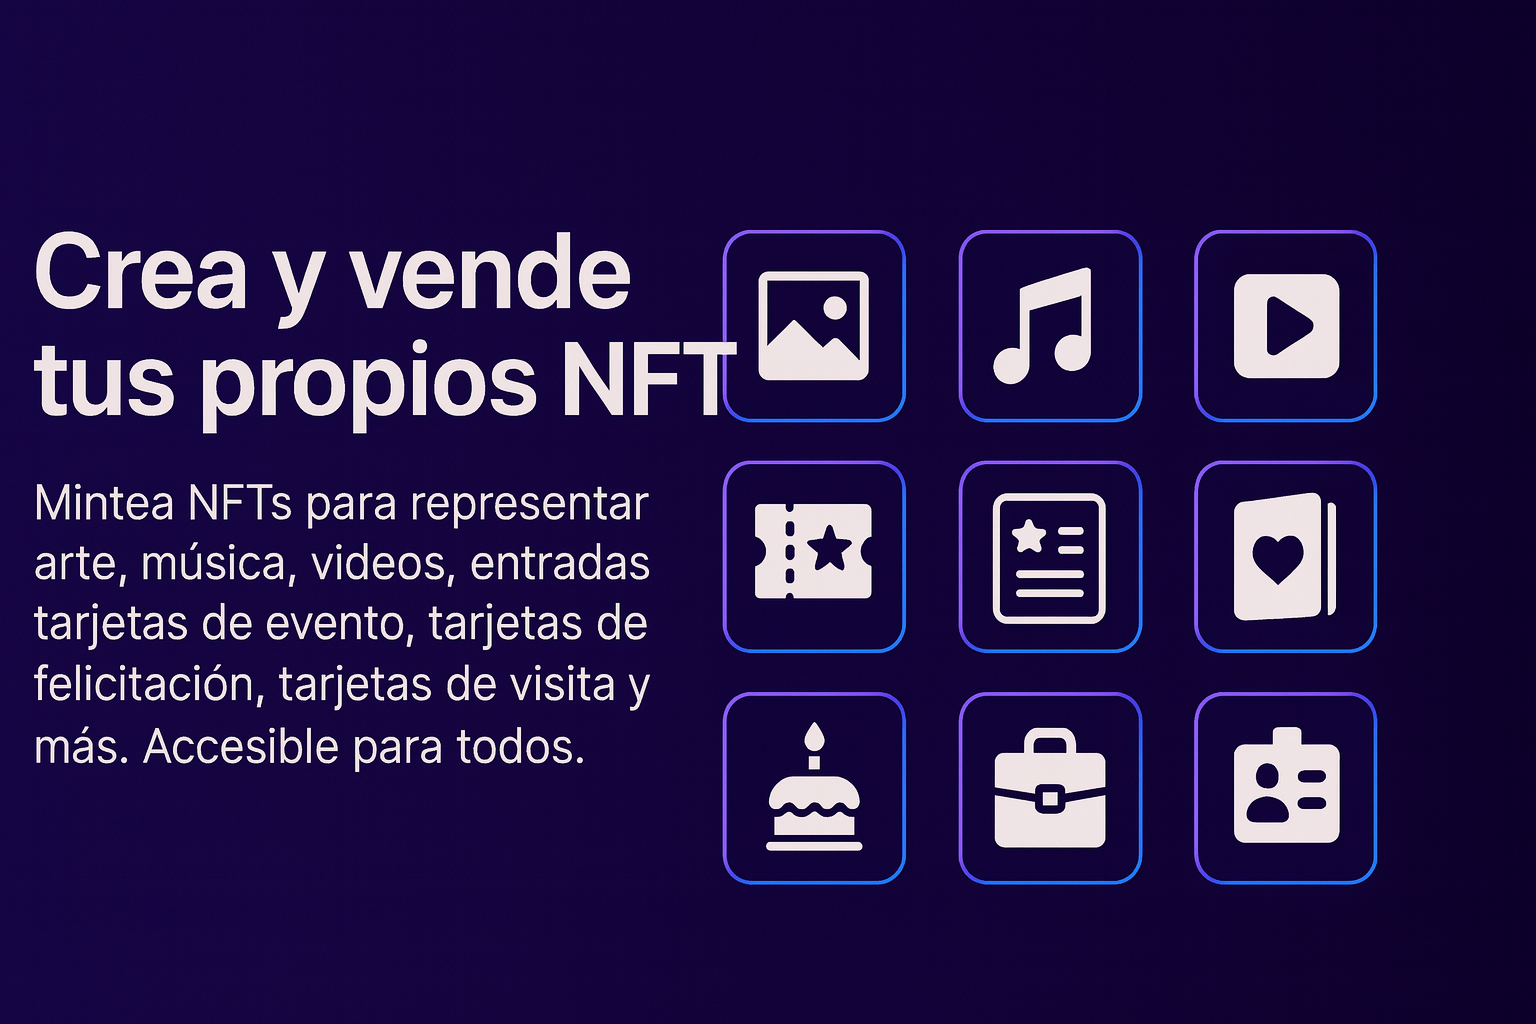 Crea y vende
tus propios NFT
Mintea NFTs para representar
arte, música, videos, entradas
tarjetas de evento, tarjetas de
felicitación, tarjetas de visita y
más. Accesible para todos.